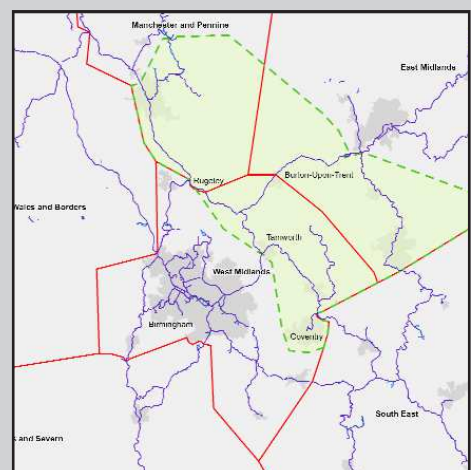 Manchester and Pennine
East Midlands
Rugeley
Burton-Upon-Trent
Wales and Borders
Tamworth
West Midlands
Birmingham
Coventry
South East
s and Severn